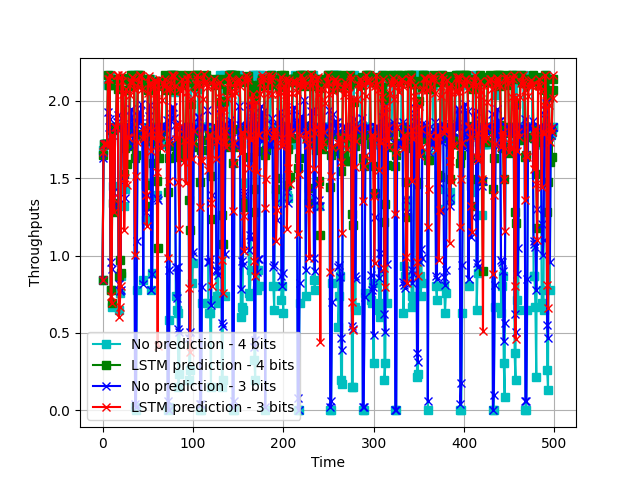 2.0
1.5
1.0
0.5
0.0
Throughputs
No prediction - 4 bits
LSTM prediction - 4 bits
No prediction - 3 bits
LSTM prediction - 3 bits
0 100 200 300 400 500
Time